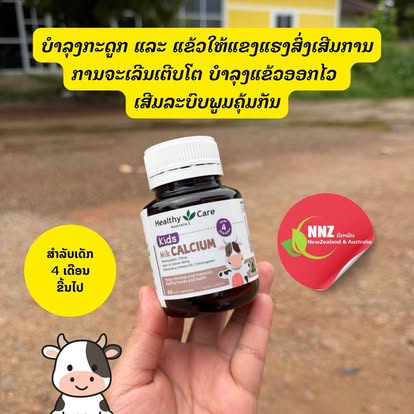 ບຳລຸງກະດູກ ແລະ ແຂ້ວໃຫ້ແຂງແຮງສົ່ງເສີມການ
ການຈະເລີນເຕີບໂຕ ບຳລຸງແຂ້ວອອກໄວ
ເສີມລະບົບພູມຄຸ້ມກັນ
Healthy Care
Australia
Kids
Milk CALCIUM
4
NNZ
NewZealand & Australia
ສຳລັບເດັກ
4 ເດືອນ
ຂຶ້ນໄປ